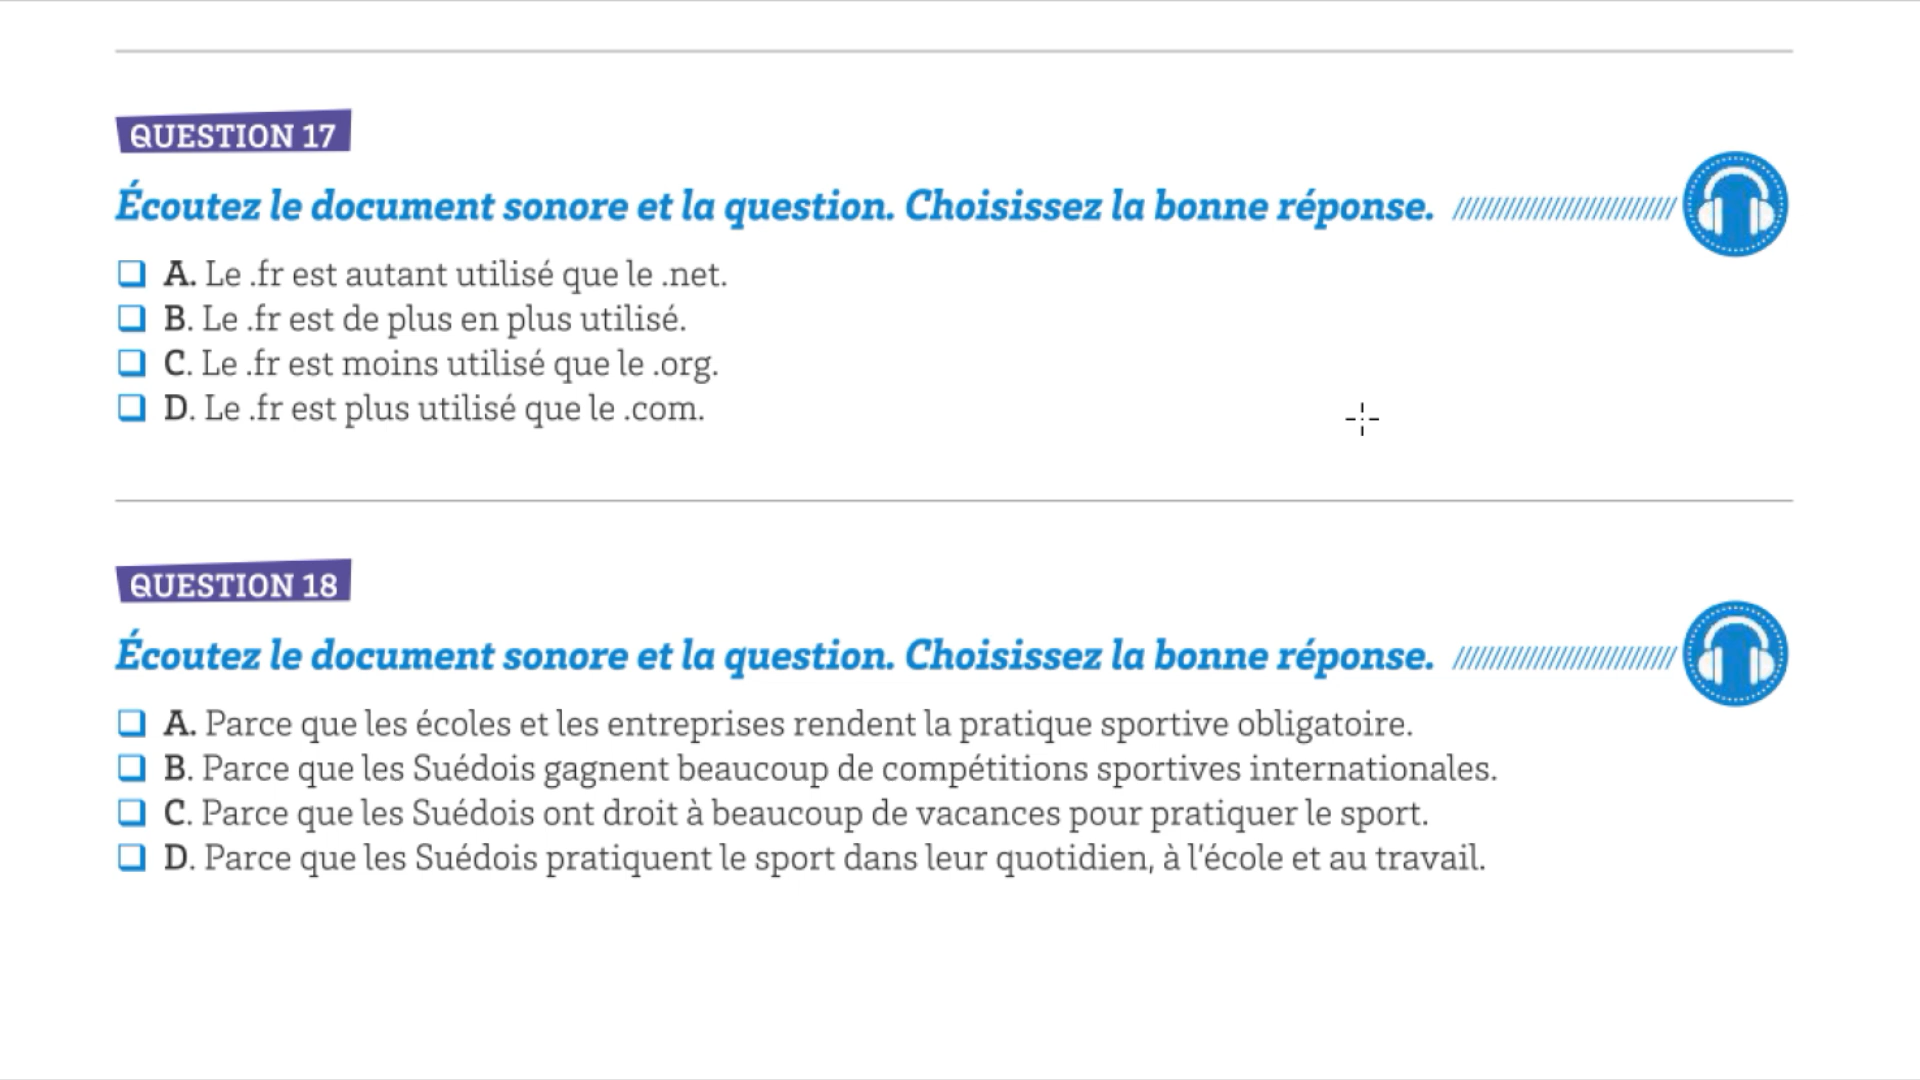 QUESTION 17
Écoutez le document sonore et la question. Choisissez la bonne réponse.
A. Le .fr est autant utilisé que le .net.
B. Le .fr est de plus en plus utilisé.
C. Le .fr est moins utilisé que le .org.
D. Le .fr est plus utilisé que le .com.
QUESTION 18
Écoutez le document sonore et la question. Choisissez la bonne réponse.
A. Parce que les écoles et les entreprises rendent la pratique sportive obligatoire.
B. Parce que les Suédois gagnent beaucoup de compétitions sportives internationales.
C. Parce que les Suédois ont droit à beaucoup de vacances pour pratiquer le sport.
D. Parce que les Suédois pratiquent le sport dans leur quotidien, à l'école et au travail.